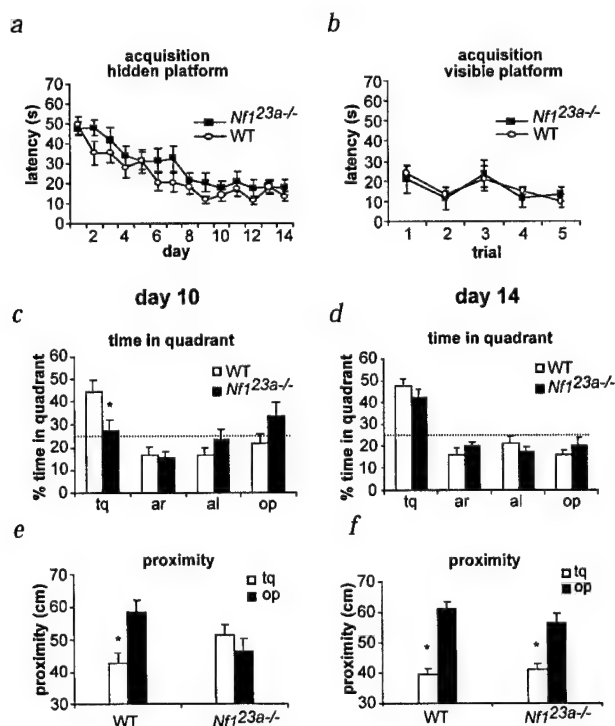 a
acquisition
hidden platform
latency (s)
60
50
40
30
20
10
0
Nf1²³ᵃ⁻/⁻
WT
2 4 6 8 10 12 14
day
b
acquisition
visible platform
latency (s)
60
50
40
30
20
10
0
Nf1²³ᵃ⁻/⁻
WT
1 2 3 4 5
trial
day 10
c
time in quadrant
% time in quadrant
60
50
40
30
20
10
0
WT
Nf1²³ᵃ⁻/⁻
*
tq ar al op
day 14
d
time in quadrant
% time in quadrant
60
50
40
30
20
10
0
WT
Nf1²³ᵃ⁻/⁻
tq ar al op
e
proximity
proximity (cm)
70
60
50
40
30
tq
op
*
WT Nf1²³ᵃ⁻/⁻
f
proximity
proximity (cm)
70
60
50
40
30
tq
op
* *
WT Nf1²³ᵃ⁻/⁻